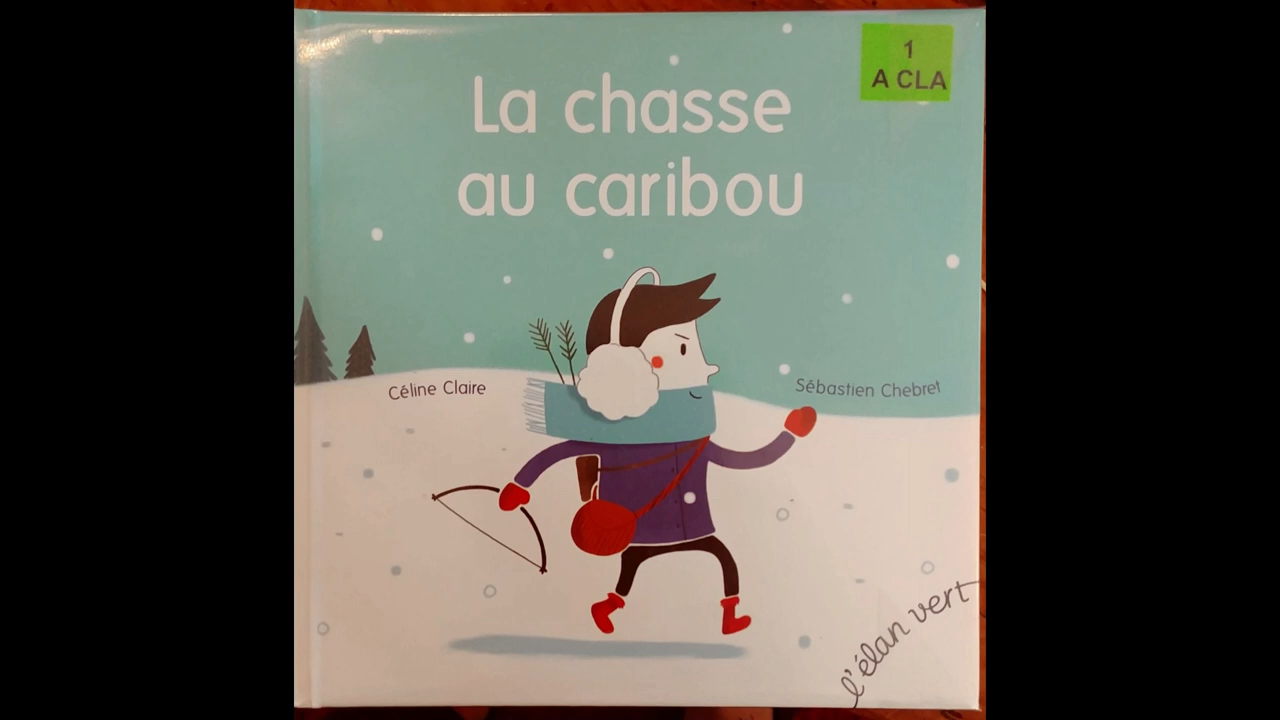 1
A CLA
La chasse
au caribou
Céline Claire
Sébastien Chebret
l'élan vert